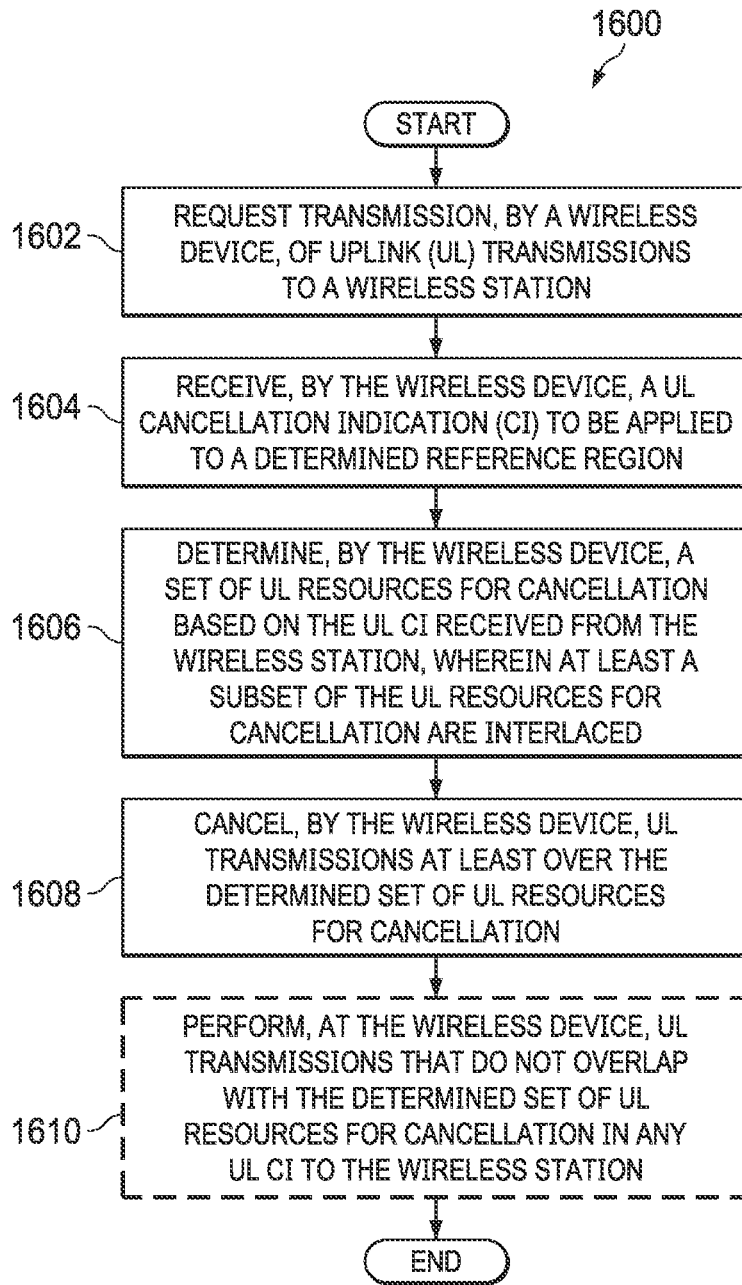 1600
START
1602
REQUEST TRANSMISSION, BY A WIRELESS
DEVICE, OF UPLINK (UL) TRANSMISSIONS
TO A WIRELESS STATION
1604
RECEIVE, BY THE WIRELESS DEVICE, A UL
CANCELLATION INDICATION (CI) TO BE APPLIED
TO A DETERMINED REFERENCE REGION
1606
DETERMINE, BY THE WIRELESS DEVICE, A
SET OF UL RESOURCES FOR CANCELLATION
BASED ON THE UL CI RECEIVED FROM THE
WIRELESS STATION, WHEREIN AT LEAST A
SUBSET OF THE UL RESOURCES FOR
CANCELLATION ARE INTERLACED
1608
CANCEL, BY THE WIRELESS DEVICE, UL
TRANSMISSIONS AT LEAST OVER THE
DETERMINED SET OF UL RESOURCES
FOR CANCELLATION
1610
PERFORM, AT THE WIRELESS DEVICE, UL
TRANSMISSIONS THAT DO NOT OVERLAP
WITH THE DETERMINED SET OF UL
RESOURCES FOR CANCELLATION IN ANY
UL CI TO THE WIRELESS STATION
END